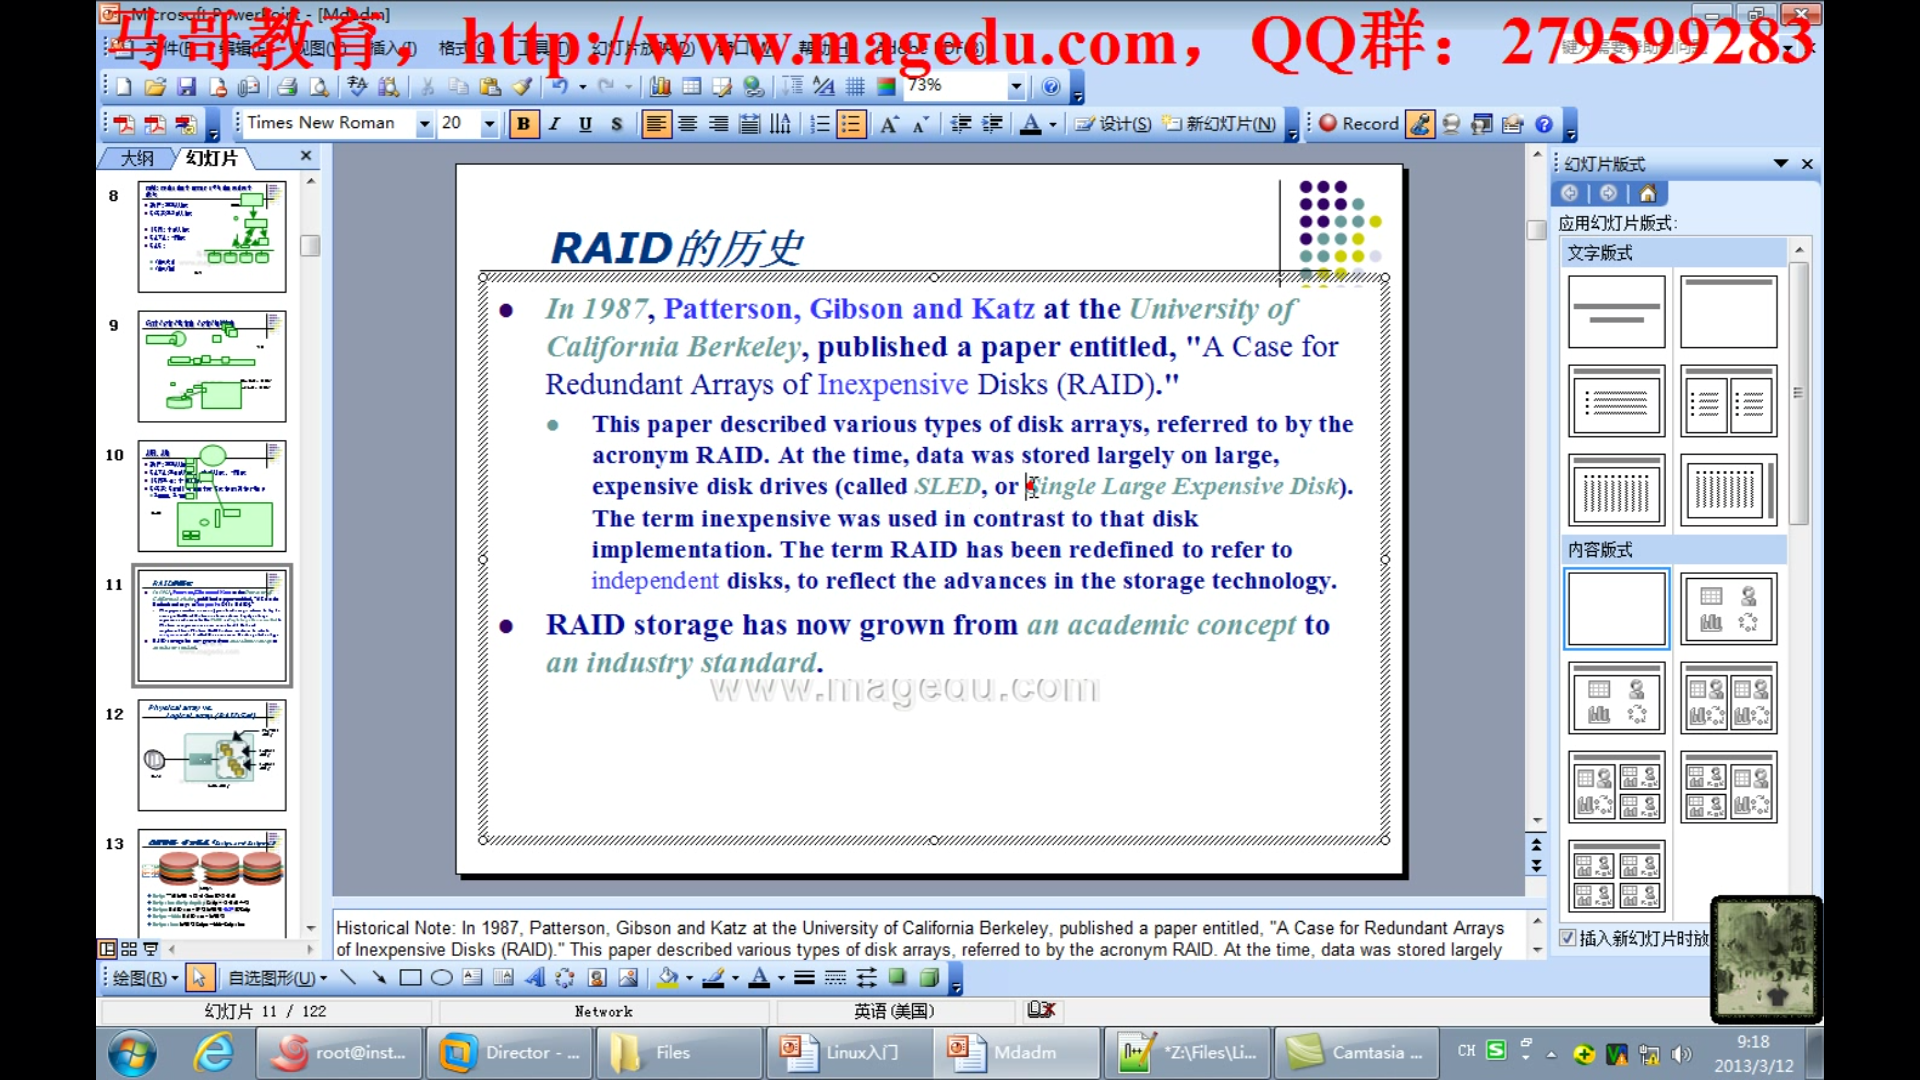 Microsoft PowerPoint - [Mdadm]
马哥教育，http://www.magedu.com，QQ群：279599283
73%
Times New Roman
20
设计(S)
新幻灯片(N)
Record
大纲
幻灯片
幻灯片版式
应用幻灯片版式:
文字版式
内容版式
8
9
10
11
12
13
RAID的历史
In 1987, Patterson, Gibson and Katz at the University of
California Berkeley, published a paper entitled, "A Case for
Redundant Arrays of Inexpensive Disks (RAID)."
This paper described various types of disk arrays, referred to by the
acronym RAID. At the time, data was stored largely on large,
expensive disk drives (called SLED, or Single Large Expensive Disk).
The term inexpensive was used in contrast to that disk
implementation. The term RAID has been redefined to refer to
independent disks, to reflect the advances in the storage technology.
RAID storage has now grown from an academic concept to
an industry standard.
www.magedu.com
Historical Note: In 1987, Patterson, Gibson and Katz at the University of California Berkeley, published a paper entitled, "A Case for Redundant Arrays
of Inexpensive Disks (RAID)." This paper described various types of disk arrays, referred to by the acronym RAID. At the time, data was stored largely
插入新幻灯片时放
绘图(R)
自选图形(U)
幻灯片 11 / 122
Network
英语(美国)
root@inst...
Director - ...
Files
Linux入门
Mdadm
*Z:\Files\Li...
Camtasia ...
CH
9:18
2013/3/12